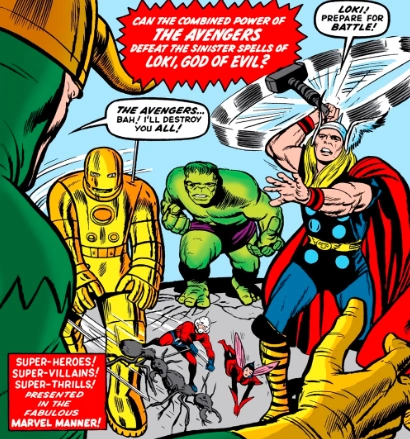 CAN THE COMBINED POWER OF
THE AVENGERS
DEFEAT THE SINISTER SPELLS OF
LOKI, GOD OF EVIL?
LOKI!
PREPARE FOR
BATTLE!
THE AVENGERS...
BAH! I'LL DESTROY
YOU ALL!
SUPER-HEROES!
SUPER-VILLAINS!
SUPER-THRILLS!
PRESENTED
IN THE
FABULOUS
MARVEL MANNER!